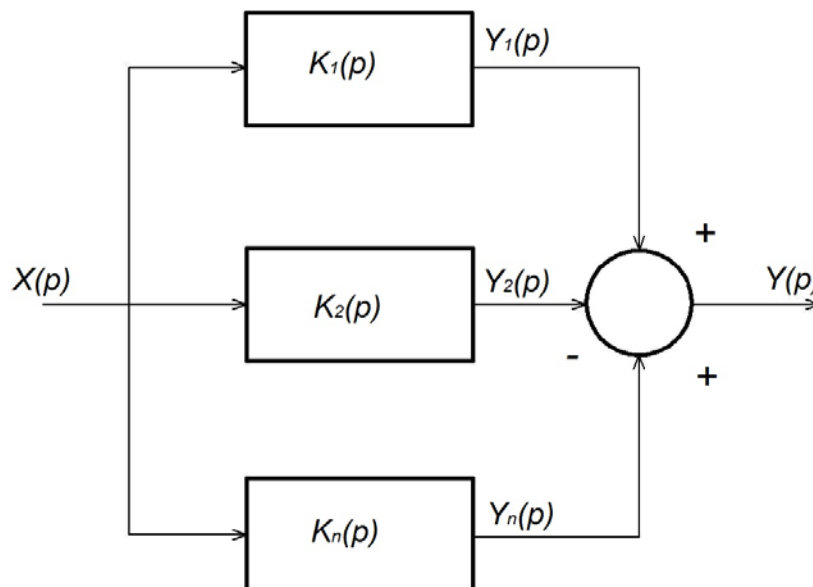 K₁(p)
Y₁(p)
+
X(p)
K₂(p)
Y₂(p)
Y(p)
-
+
Kₙ(p)
Yₙ(p)